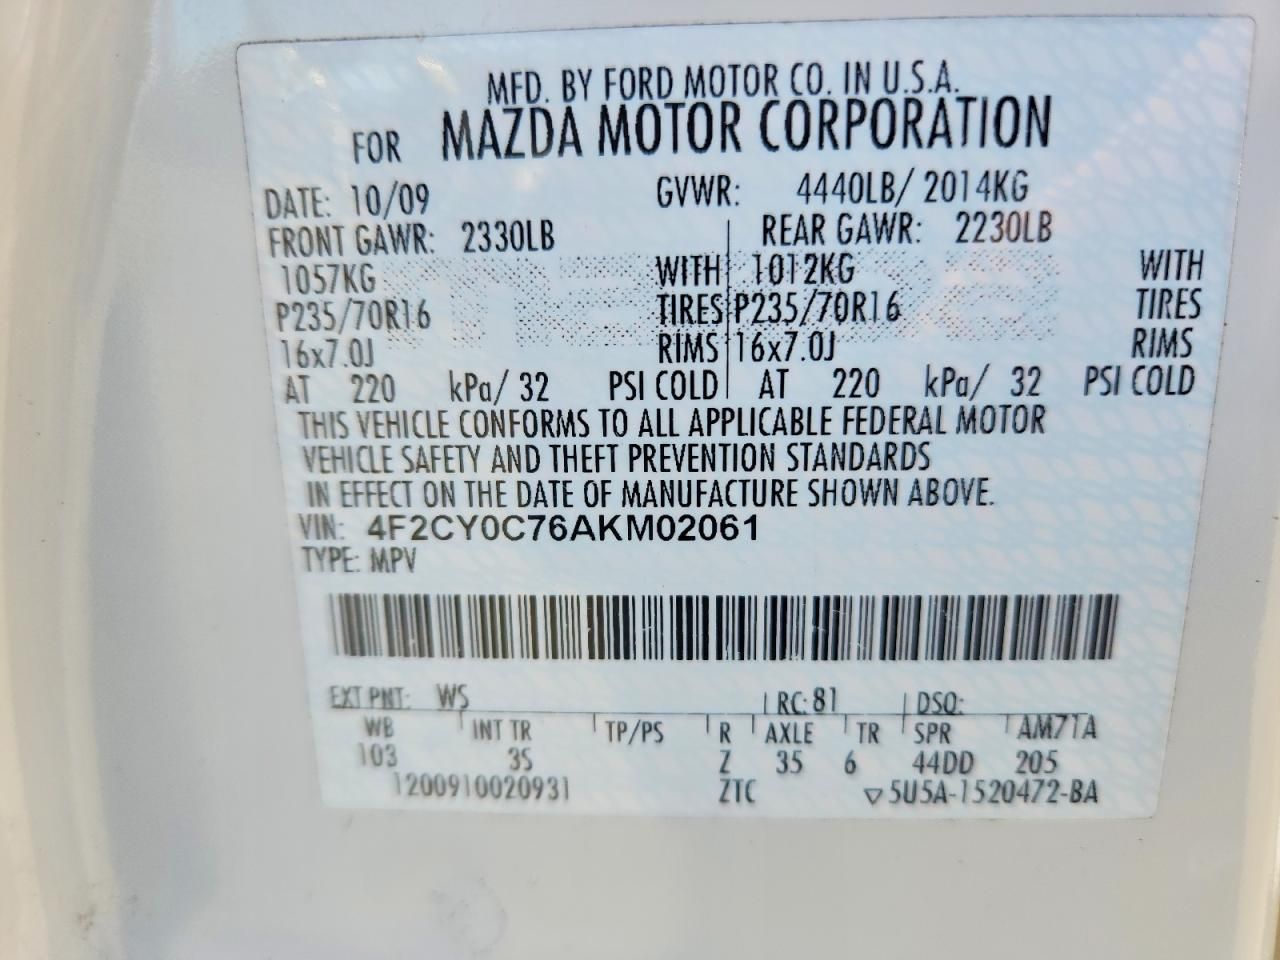 MFD. BY FORD MOTOR CO. IN U.S.A.
FOR MAZDA MOTOR CORPORATION
DATE: 10/09 GVWR: 4440LB/ 2014KG
FRONT GAWR: 2330LB REAR GAWR: 2230LB
1057KG WITH 1012KG WITH
P235/70R16 TIRES P235/70R16 TIRES
16x7.0J RIMS 16x7.0J RIMS
AT 220 kPa/ 32 PSI COLD AT 220 kPa/ 32 PSI COLD
THIS VEHICLE CONFORMS TO ALL APPLICABLE FEDERAL MOTOR
VEHICLE SAFETY AND THEFT PREVENTION STANDARDS
IN EFFECT ON THE DATE OF MANUFACTURE SHOWN ABOVE.
VIN: 4F2CY0C76AKM02061
TYPE: MPV
EXT PNT: WS RC: 81 DSO:
WB INT TR TP/PS R AXLE TR SPR AM71A
103 3S Z 35 6 44DD 205
1200910020931 ZTC ▽5U5A-1520472-BA